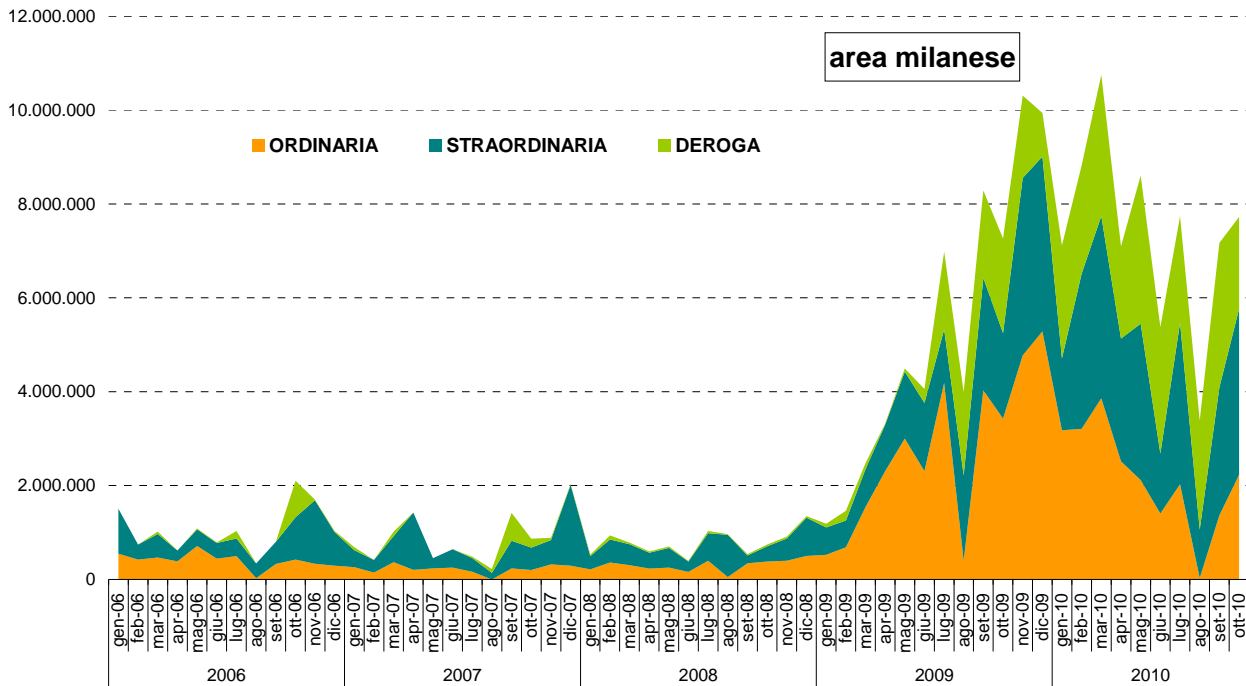 12.000.000
10.000.000
8.000.000
6.000.000
4.000.000
2.000.000
0
area milanese
ORDINARIA STRAORDINARIA DEROGA
gen-06
feb-06
mar-06
apr-06
mag-06
giu-06
lug-06
ago-06
set-06
ott-06
nov-06
dic-06
gen-07
feb-07
mar-07
apr-07
mag-07
giu-07
lug-07
ago-07
set-07
ott-07
nov-07
dic-07
gen-08
feb-08
mar-08
apr-08
mag-08
giu-08
lug-08
ago-08
set-08
ott-08
nov-08
dic-08
gen-09
feb-09
mar-09
apr-09
mag-09
giu-09
lug-09
ago-09
set-09
ott-09
nov-09
dic-09
gen-10
feb-10
mar-10
apr-10
mag-10
giu-10
lug-10
ago-10
set-10
ott-10
2006 2007 2008 2009 2010